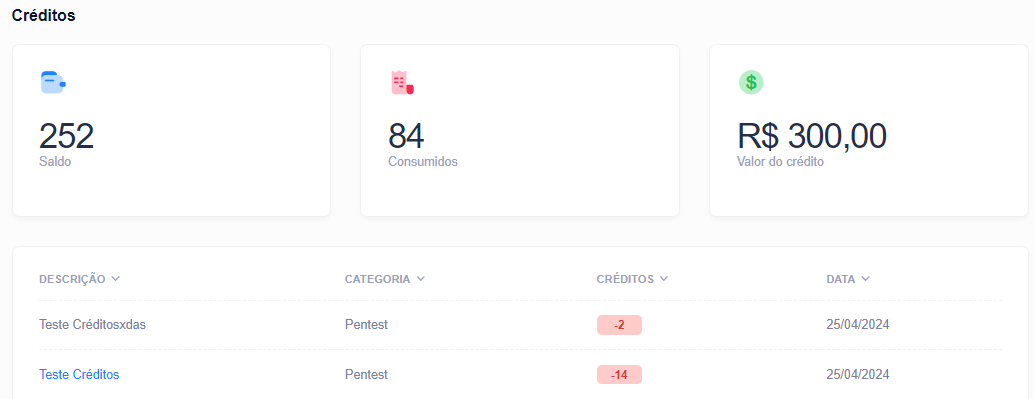 Créditos
252
Saldo
84
Consumidos
$
R$ 300,00
Valor do crédito
DESCRIÇÃO CATEGORIA CRÉDITOS DATA
Teste Créditosxdas Pentest -2 25/04/2024
Teste Créditos Pentest -14 25/04/2024